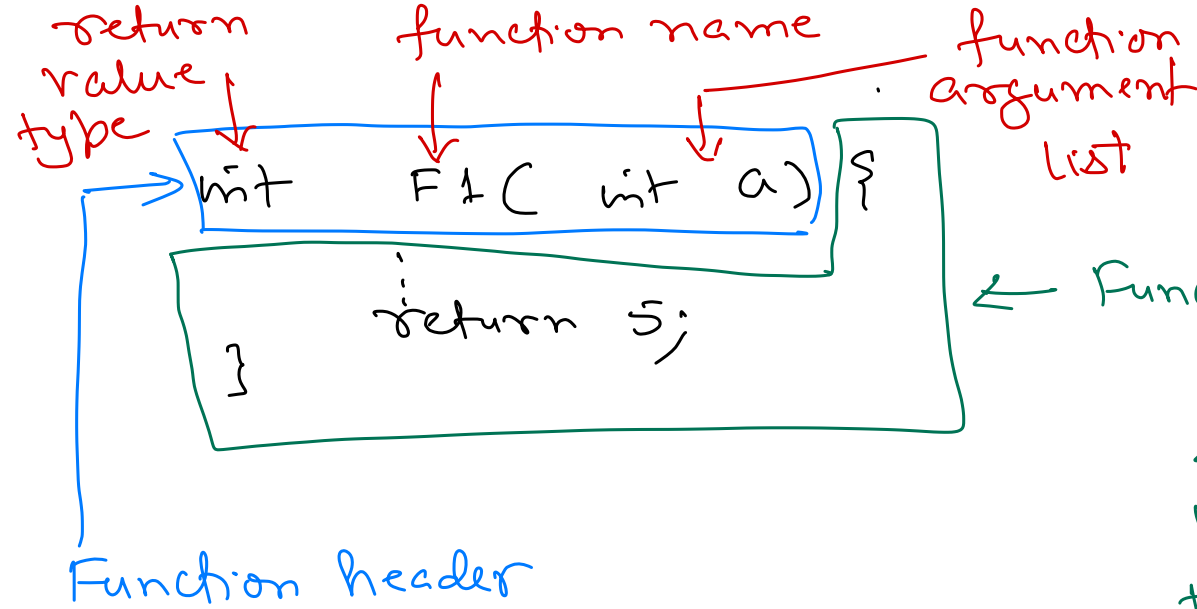 return
value
type
function name
function
argument
list
int F1( int a) {
return 5;
}
Function header